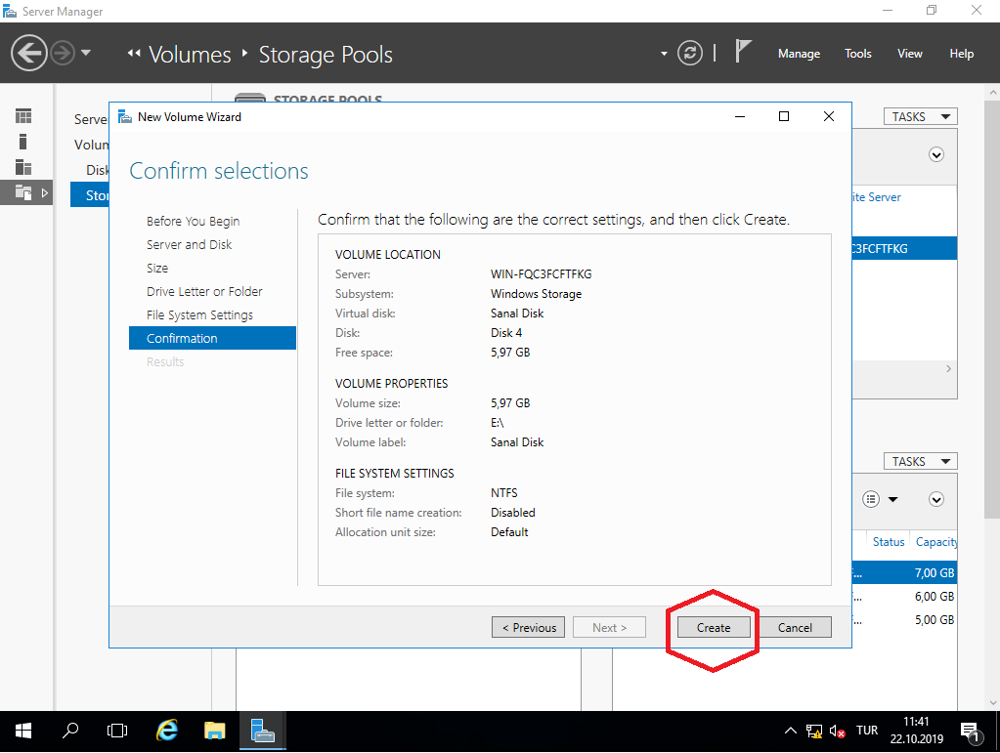 Server Manager
Volumes
Storage Pools
Manage
Tools
View
Help
STORAGE POOLS
TASKS
New Volume Wizard
Confirm selections
Before You Begin
Server and Disk
Size
Drive Letter or Folder
File System Settings
Confirmation
Results
Confirm that the following are the correct settings, and then click Create.
VOLUME LOCATION
Server: WIN-FQC3FCFTFKG
Subsystem: Windows Storage
Virtual disk: Sanal Disk
Disk: Disk 4
Free space: 5,97 GB
VOLUME PROPERTIES
Volume size: 5,97 GB
Drive letter or folder: E:\
Volume label: Sanal Disk
FILE SYSTEM SETTINGS
File system: NTFS
Short file name creation: Disabled
Allocation unit size: Default
< Previous
Next >
Create
Cancel
Server
TASKS
Status Capacity
7,00 GB
6,00 GB
5,00 GB
TUR
11:41
22.10.2019
1